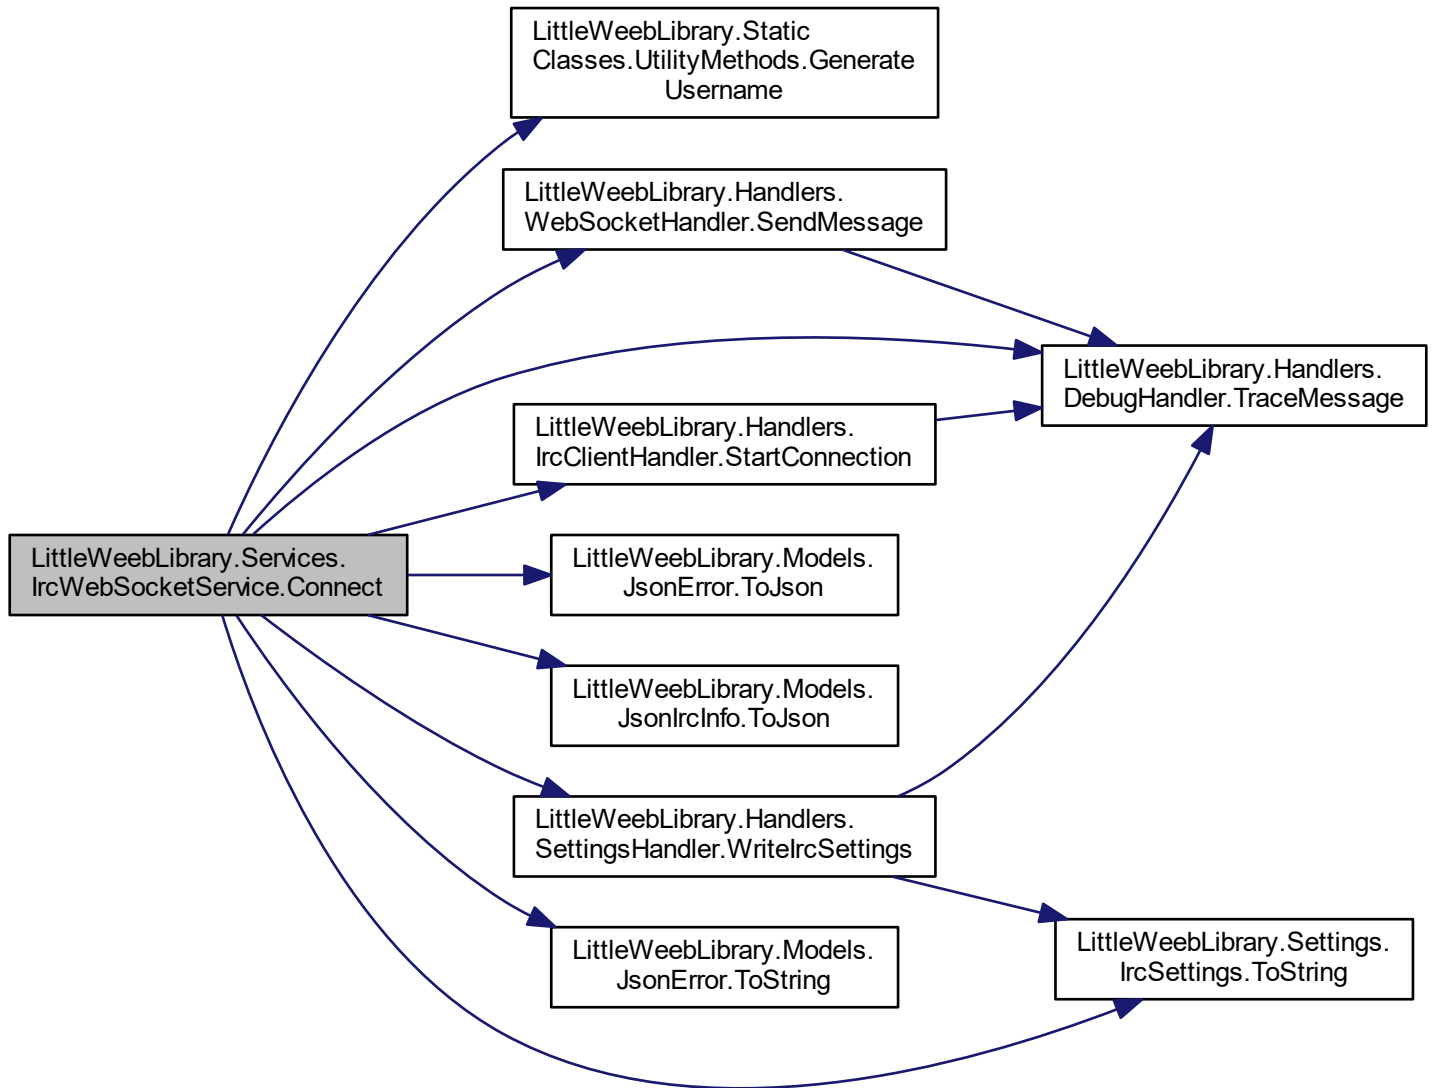 LittleWeebLibrary.Static
Classes.UtilityMethods.Generate
Username
LittleWeebLibrary.Handlers.
WebSocketHandler.SendMessage
LittleWeebLibrary.Handlers.
DebugHandler.TraceMessage
LittleWeebLibrary.Handlers.
IrcClientHandler.StartConnection
LittleWeebLibrary.Services.
IrcWebSocketService.Connect
LittleWeebLibrary.Models.
JsonError.ToJson
LittleWeebLibrary.Models.
JsonIrcInfo.ToJson
LittleWeebLibrary.Handlers.
SettingsHandler.WriteIrcSettings
LittleWeebLibrary.Models.
JsonError.ToString
LittleWeebLibrary.Settings.
IrcSettings.ToString